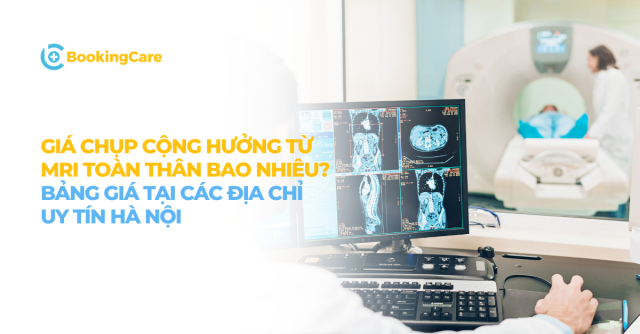 BookingCare
GIÁ CHỤP CỘNG HƯỞNG TỪ
MRI TOÀN THÂN BAO NHIÊU?
BẢNG GIÁ TẠI CÁC ĐỊA CHỈ
UY TÍN HÀ NỘI